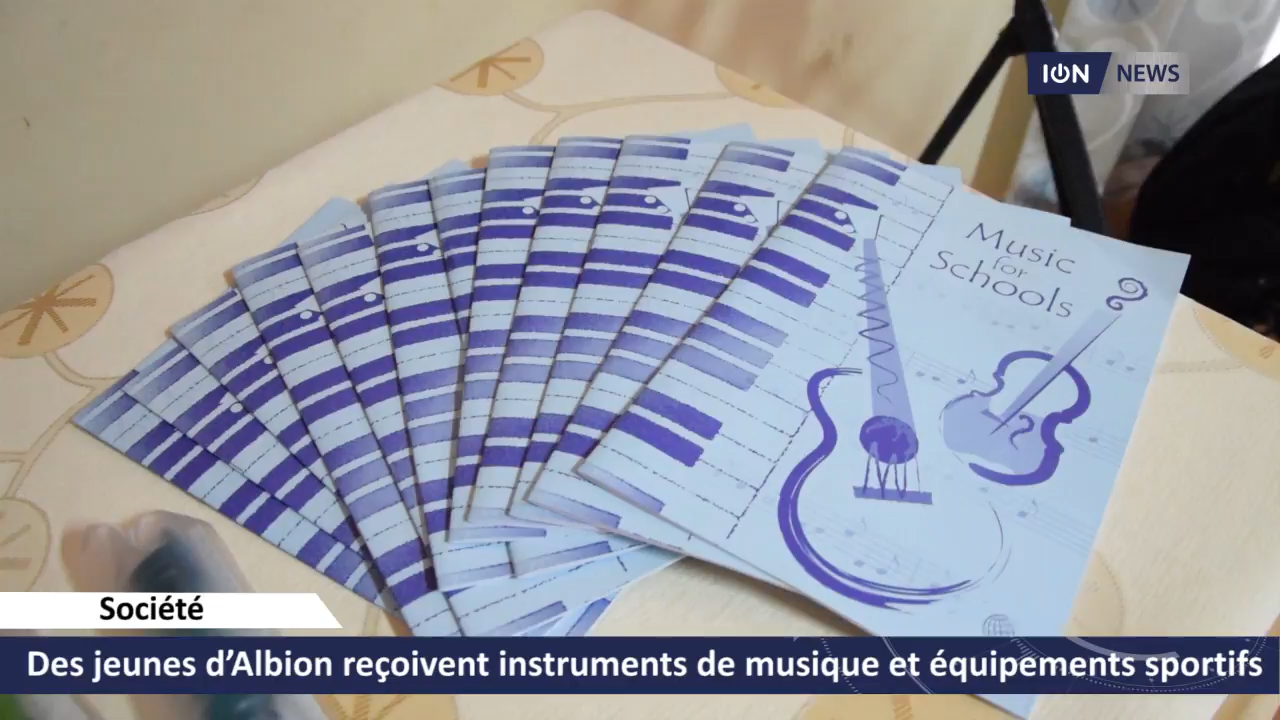 ION NEWS
Music
for
Schools
Société
Des jeunes d’Albion reçoivent instruments de musique et équipements sportifs